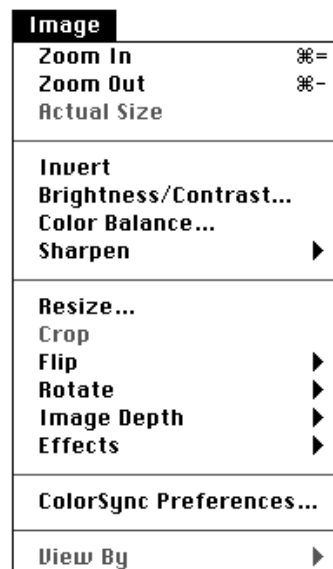 Image
Zoom In ⌘=
Zoom Out ⌘-
Actual Size
Invert
Brightness/Contrast...
Color Balance...
Sharpen
Resize...
Crop
Flip
Rotate
Image Depth
Effects
ColorSync Preferences...
View By